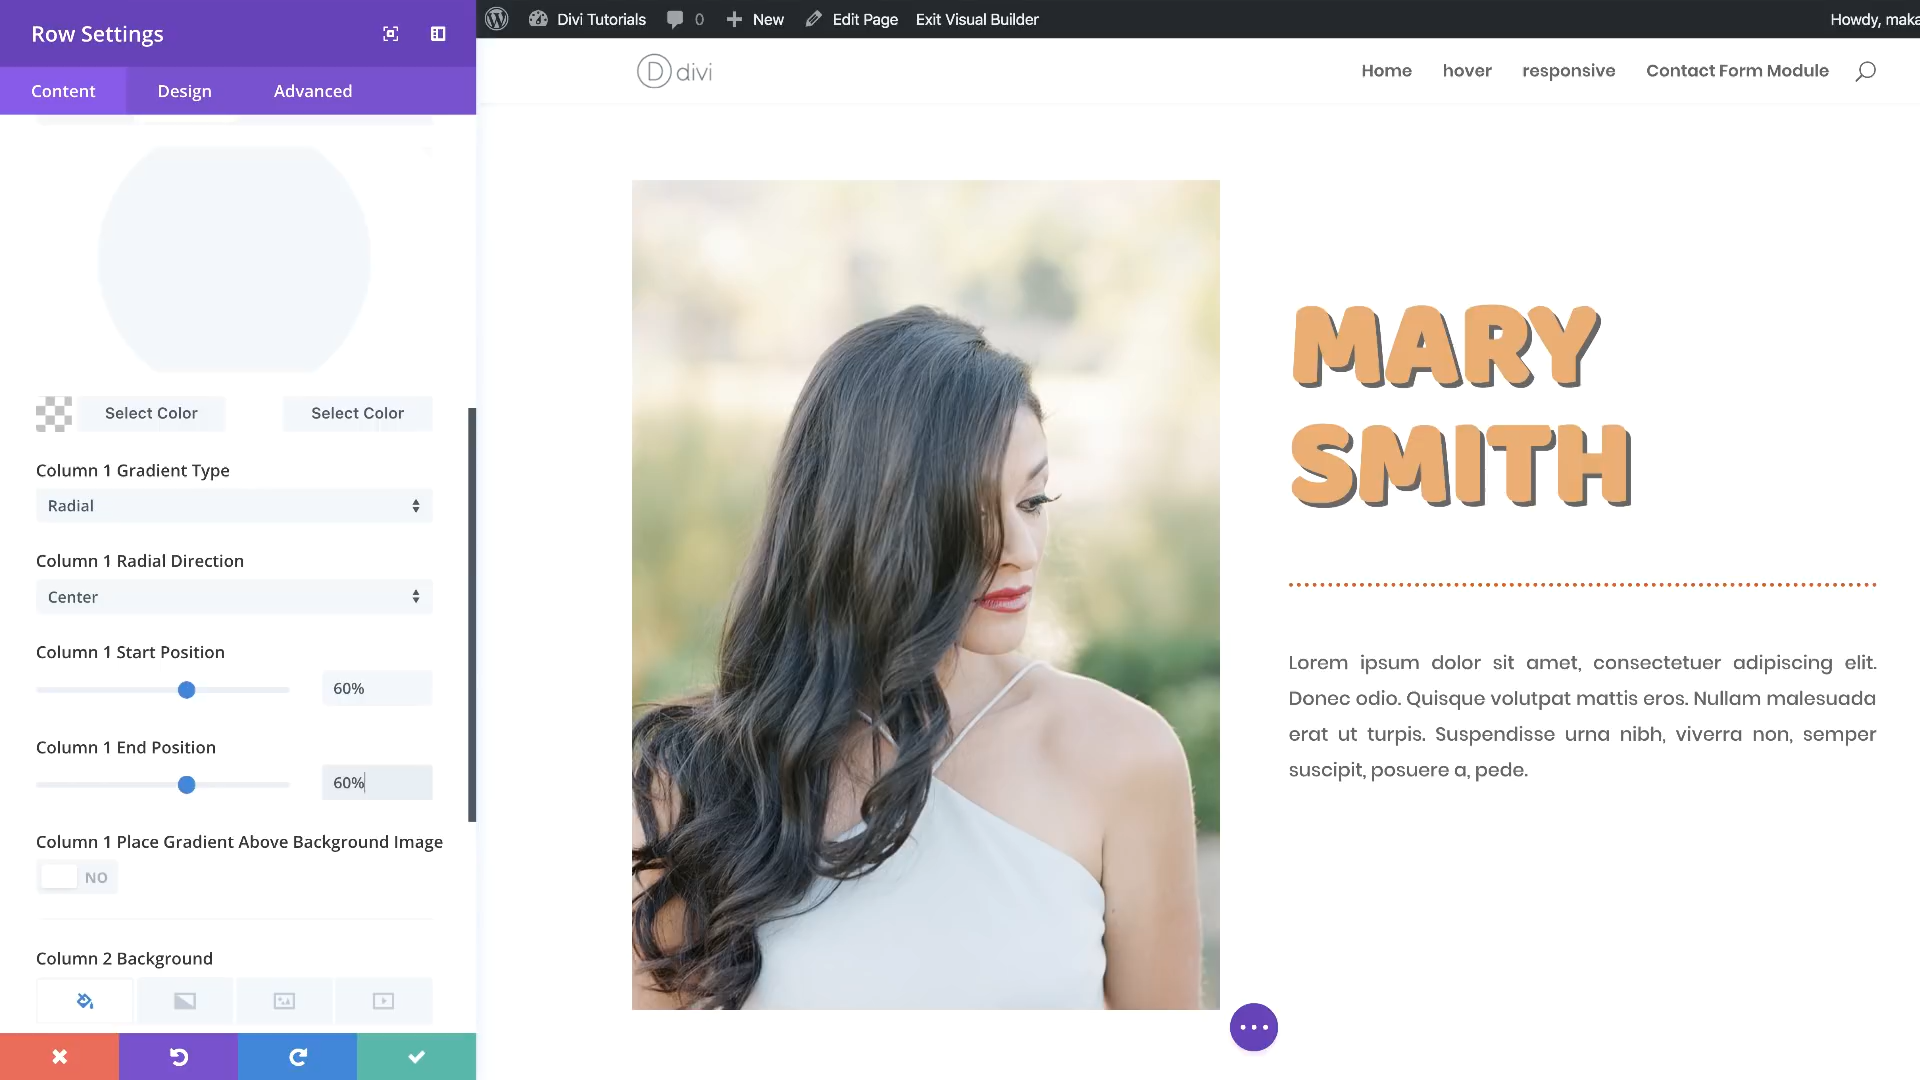 Row Settings
Divi Tutorials
0
New
Edit Page
Exit Visual Builder
Howdy, maka
Content
Design
Advanced
D divi
Home
hover
responsive
Contact Form Module
Select Color
Select Color
Column 1 Gradient Type
Radial
Column 1 Radial Direction
Center
Column 1 Start Position
60%
Column 1 End Position
60%
Column 1 Place Gradient Above Background Image
NO
Column 2 Background
MARY
SMITH
Lorem ipsum dolor sit amet, consectetuer adipiscing elit.
Donec odio. Quisque volutpat mattis eros. Nullam malesuada
erat ut turpis. Suspendisse urna nibh, viverra non, semper
suscipit, posuere a, pede.